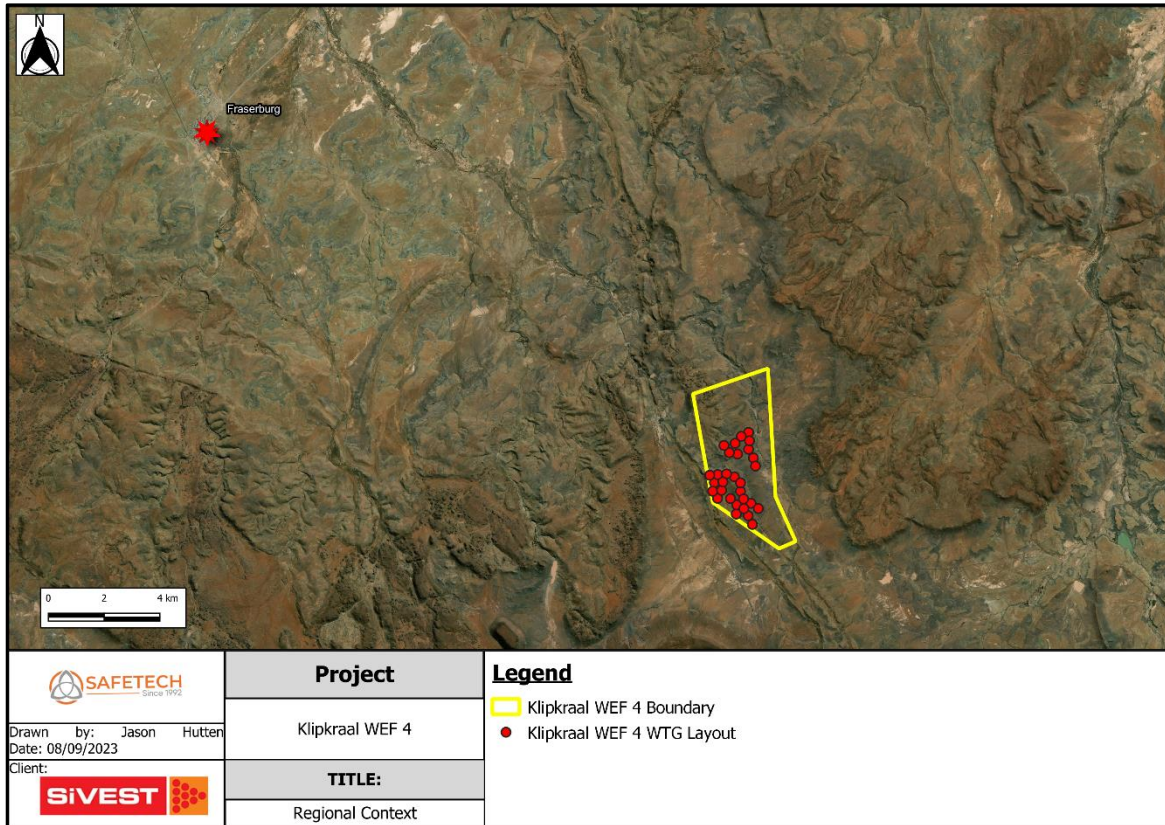 N
Fraserburg
0 2 4 km
SAFETECH
Since 1992
Drawn by: Jason Hutten
Date: 08/09/2023
Client:
SiVEST
Project
Klipkraal WEF 4
TITLE:
Regional Context
Legend
Klipkraal WEF 4 Boundary
Klipkraal WEF 4 WTG Layout